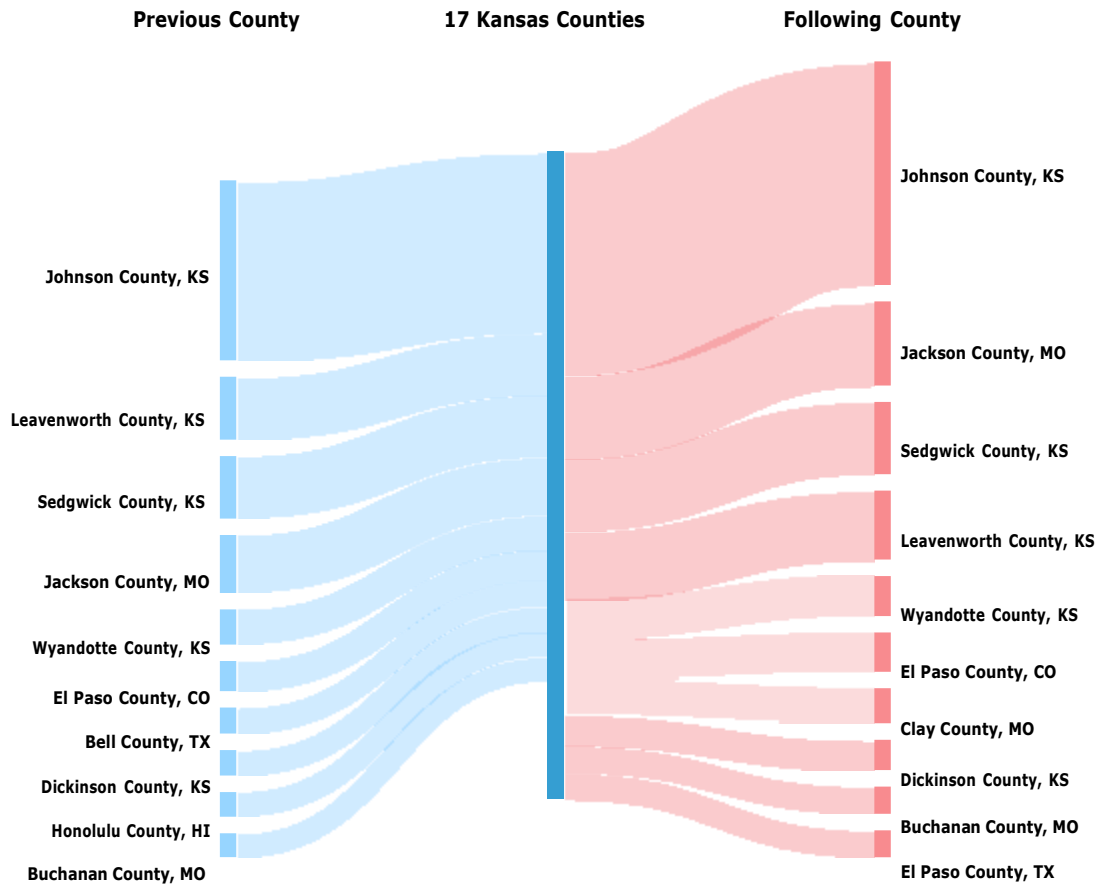 Previous County
17 Kansas Counties
Following County
Johnson County, KS
Leavenworth County, KS
Sedgwick County, KS
Jackson County, MO
Wyandotte County, KS
El Paso County, CO
Bell County, TX
Dickinson County, KS
Honolulu County, HI
Buchanan County, MO
Johnson County, KS
Jackson County, MO
Sedgwick County, KS
Leavenworth County, KS
Wyandotte County, KS
El Paso County, CO
Clay County, MO
Dickinson County, KS
Buchanan County, MO
El Paso County, TX